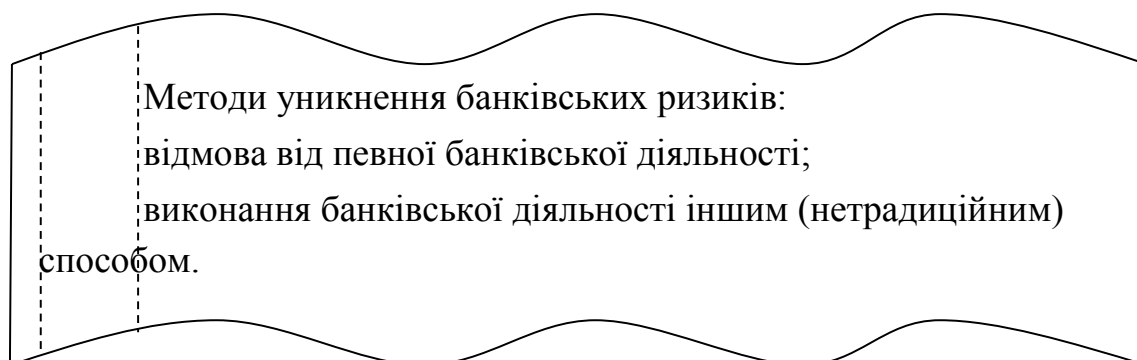 Методи уникнення банківських ризиків:
відмова від певної банківської діяльності;
виконання банківської діяльності іншим (нетрадиційним)
способом.